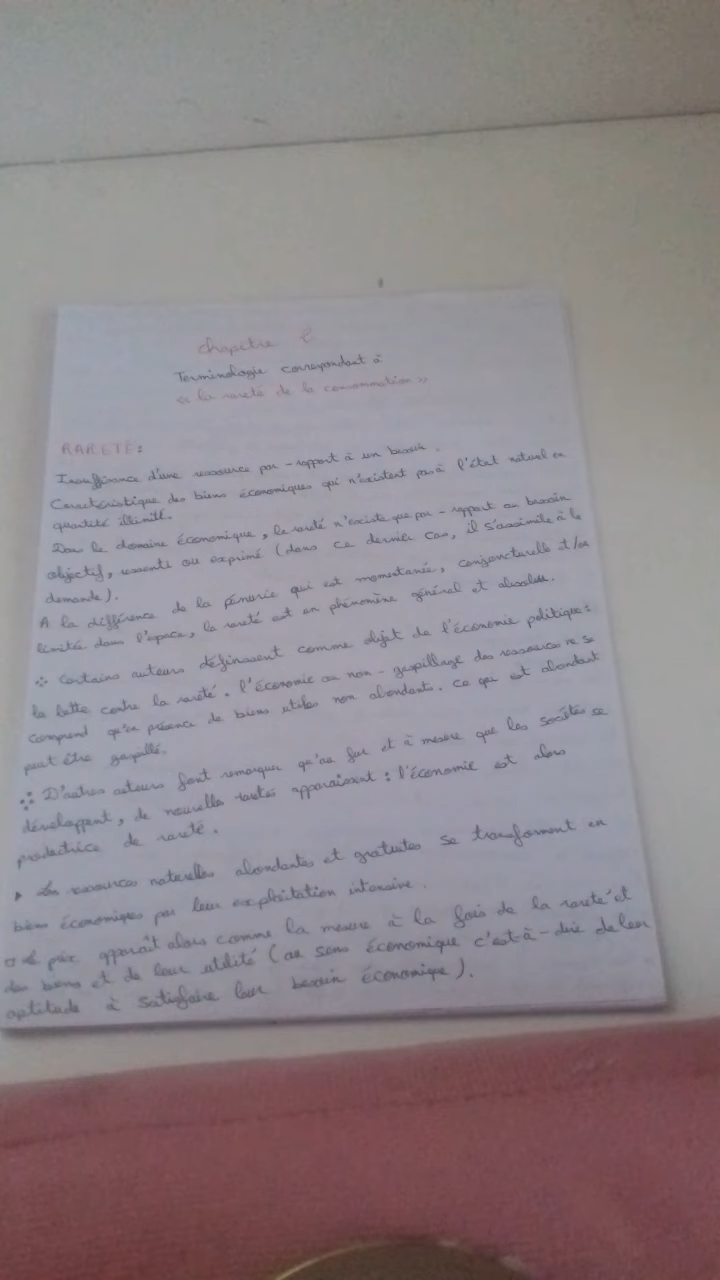 chapitre 2
Terminologie correspondant à
« la rareté de la consommation »
RARETÉ:
Insuffisance d'une ressource par-rapport à un besoin.
Caractéristique des biens économiques qui n'existent pas à l'état naturel en
quantité illimité.
Dans le domaine économique, la rareté n'existe que par-rapport au besoin
objectif, ressenti ou exprimé (dans ce dernier cas, il s'assimile à la
demande).
A la différence de la pénurie qui est momentanée, conjoncturelle et/ou
limitée dans l'espace, la rareté est un phénomène général et absolu.
Certains auteurs définissent comme objet de l'économie politique:
la lutte contre la rareté. l'économie ou non-gaspillage des ressources ne se
comprend qu'en présence de biens utiles non abondants. Ce qui est abondant
peut être gaspillé.
D'autres auteurs font remarquer qu'au fur et à mesure que les sociétés se
développent, de nouvelles raretés apparaissent : l'économie est alors
productrice de rareté.
Les ressources naturelles abondantes et gratuites se transforment en
biens économiques par leur exploitation intensive.
Le prix apparaît alors comme la mesure à la fois de la rareté et
des biens et de leur utilité (au sens économique c'est-à-dire de leur
aptitude à satisfaire leur besoin économique).